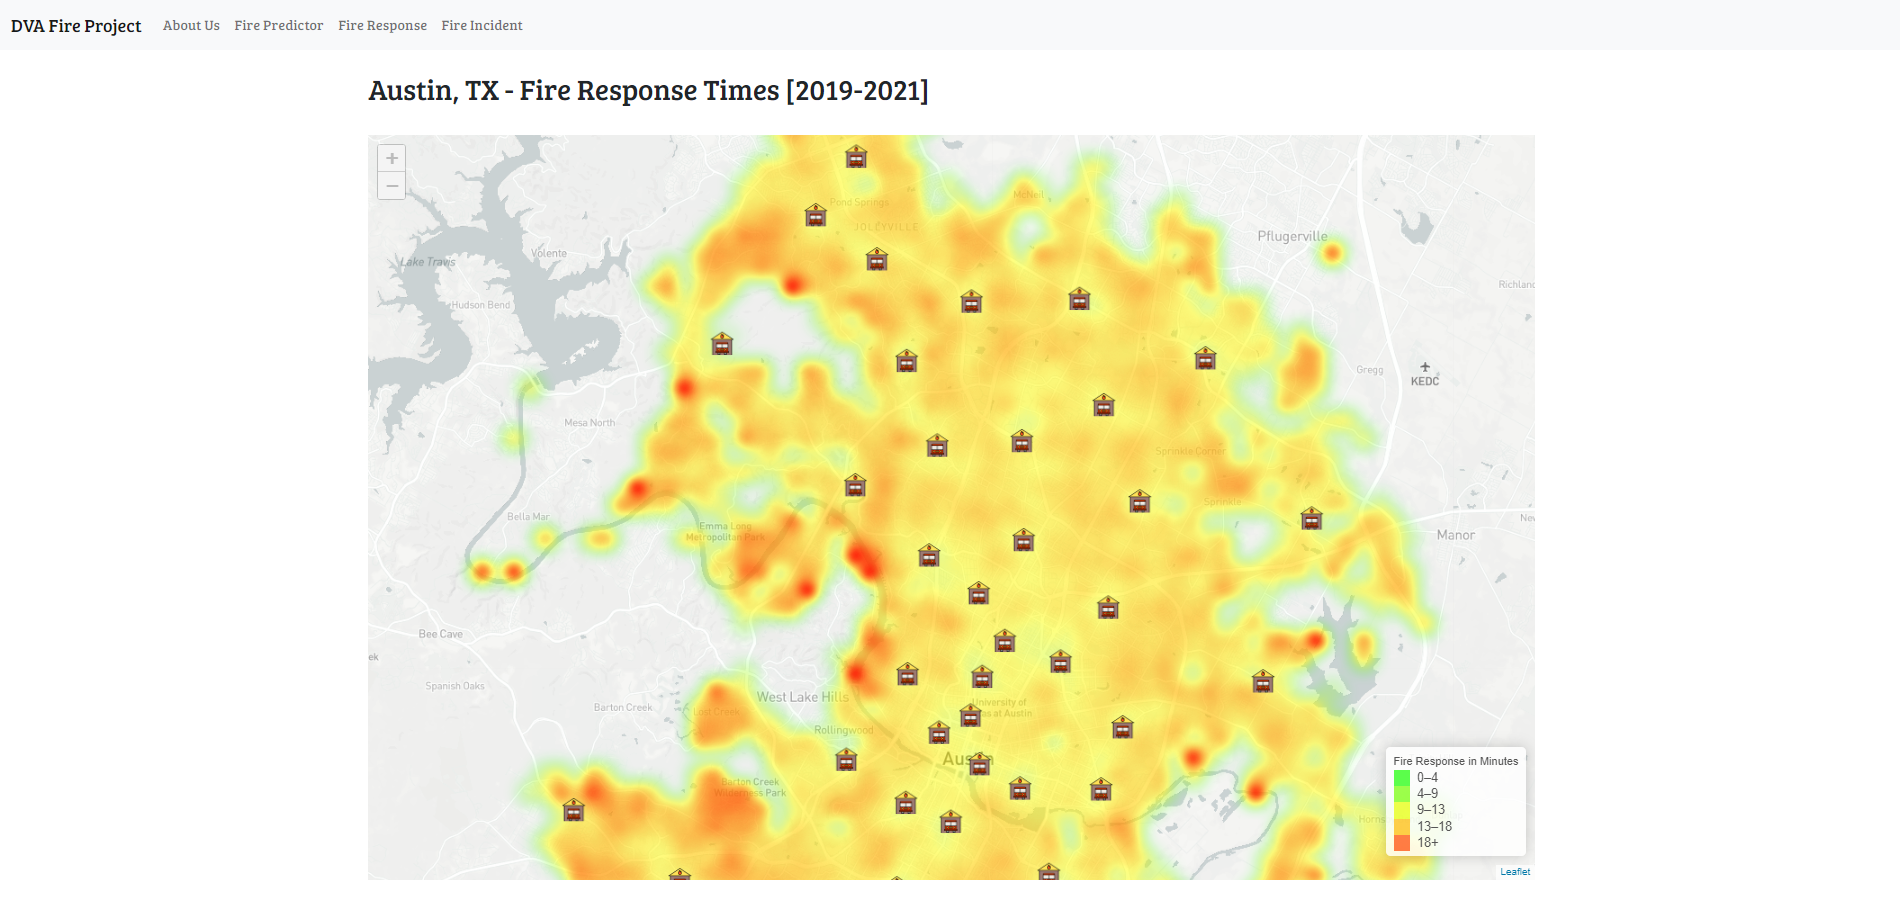 DVA Fire Project
About Us
Fire Predictor
Fire Response
Fire Incident
Austin, TX - Fire Response Times [2019-2021]
+
−
Pond Springs
McNeil
JOLLYVILLE
Pflugerville
Volente
Lake Travis
Hudson Bend
Gregg
KEDC
Mesa North
Sprinkle Corner
Sprinkle
Bella Mar
Emma Long
Metropolitan Park
Manor
Bee Cave
Spanish Oaks
West Lake Hills
Barton Creek
Lost Creek
University of
as at Austin
Rollingwood
Barton Creek
Wilderness Park
Fire Response in Minutes
0–4
4–9
9–13
13–18
18+
Leaflet